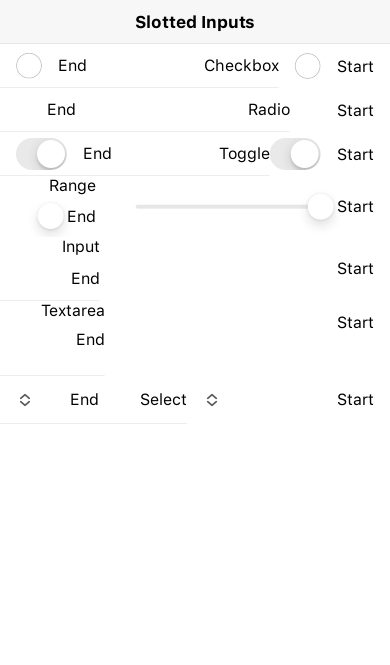 Slotted Inputs
End Checkbox Start
End Radio Start
End Toggle Start
Range
End Start
Input
End Start
Textarea
End Start
End Select Start